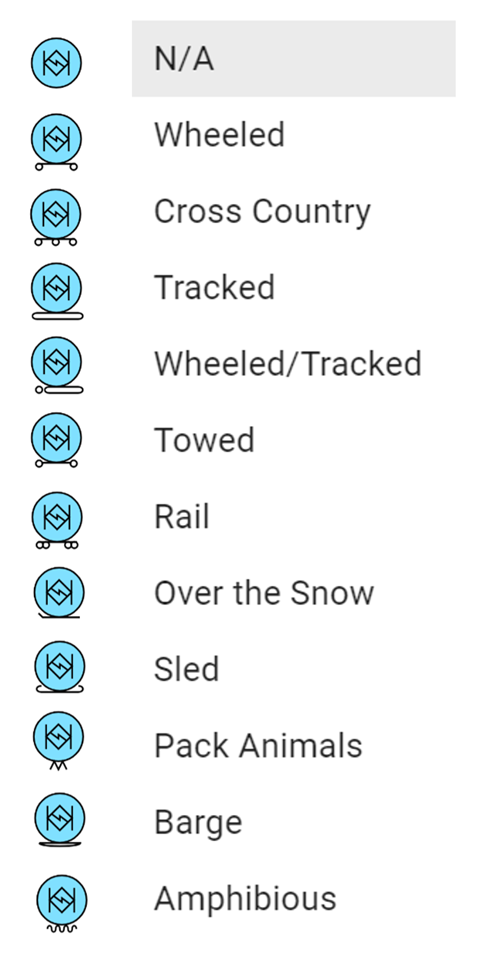 N/A
Wheeled
Cross Country
Tracked
Wheeled/Tracked
Towed
Rail
Over the Snow
Sled
Pack Animals
Barge
Amphibious